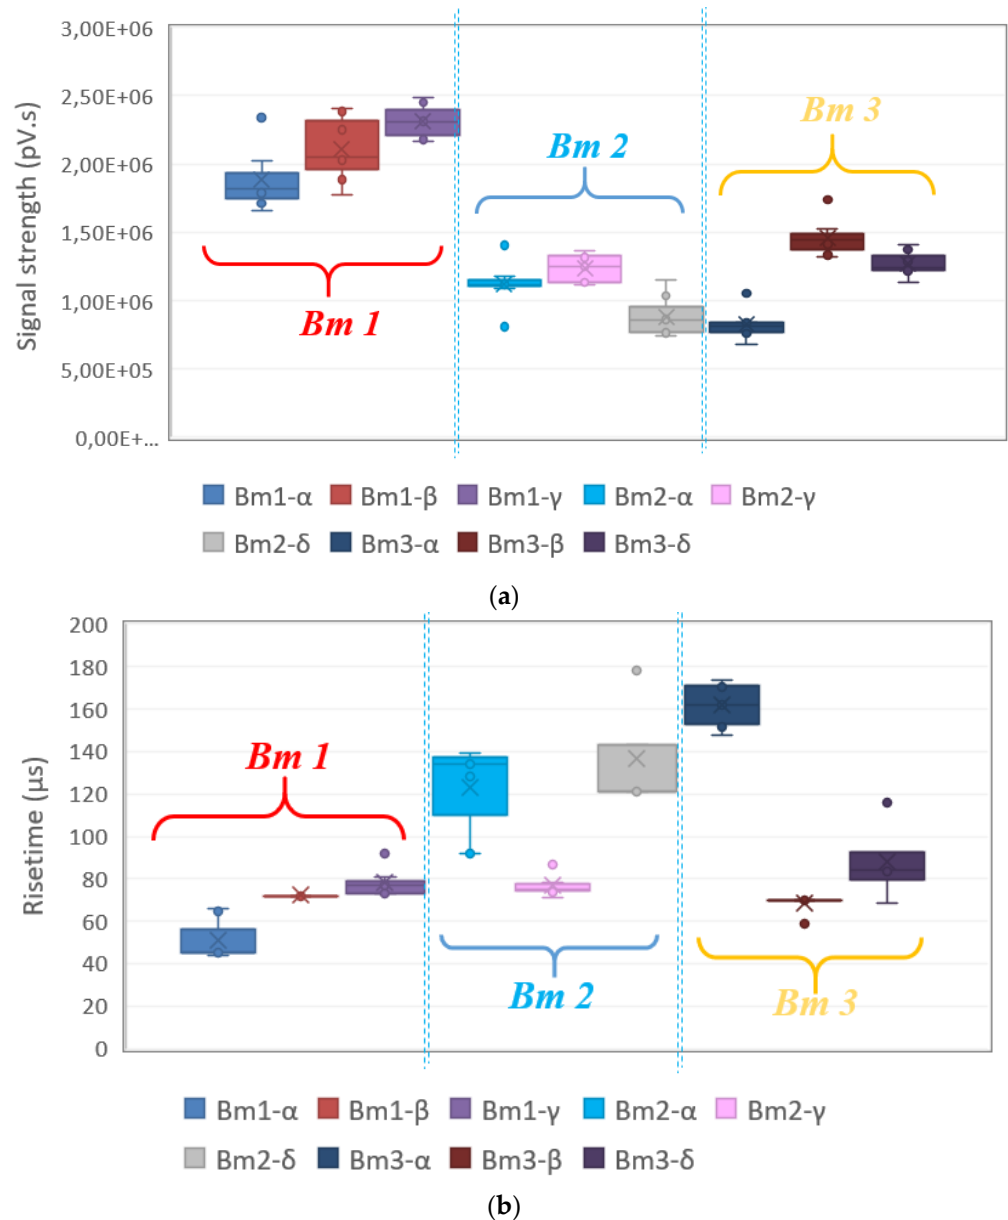 3,00E+06
2,50E+06
2,00E+06
1,50E+06
1,00E+06
5,00E+05
0,00E+...
Signal strength (pV.s)
Bm 1
Bm 2
Bm 3
Bm1-α Bm1-β Bm1-γ Bm2-α Bm2-γ
Bm2-δ Bm3-α Bm3-β Bm3-δ
(a)
200
180
160
140
120
100
80
60
40
20
0
Risetime (μs)
Bm 1
Bm 2
Bm 3
Bm1-α Bm1-β Bm1-γ Bm2-α Bm2-γ
Bm2-δ Bm3-α Bm3-β Bm3-δ
(b)